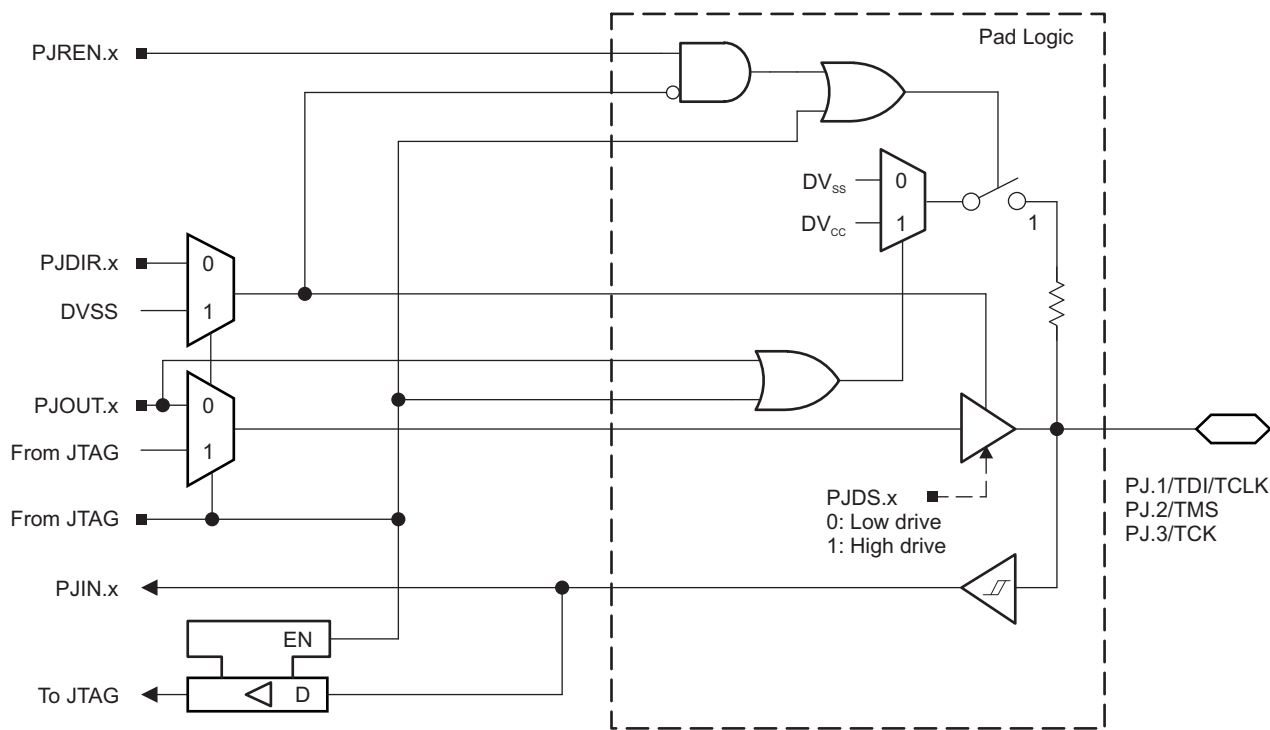 Pad Logic
PJREN.x
DVSS
0
DVCC
1
1
PJDIR.x
0
DVSS
1
PJOUT.x
0
From JTAG
1
From JTAG
PJDS.x
0: Low drive
1: High drive
PJ.1/TDI/TCLK
PJ.2/TMS
PJ.3/TCK
PJIN.x
EN
To JTAG
D